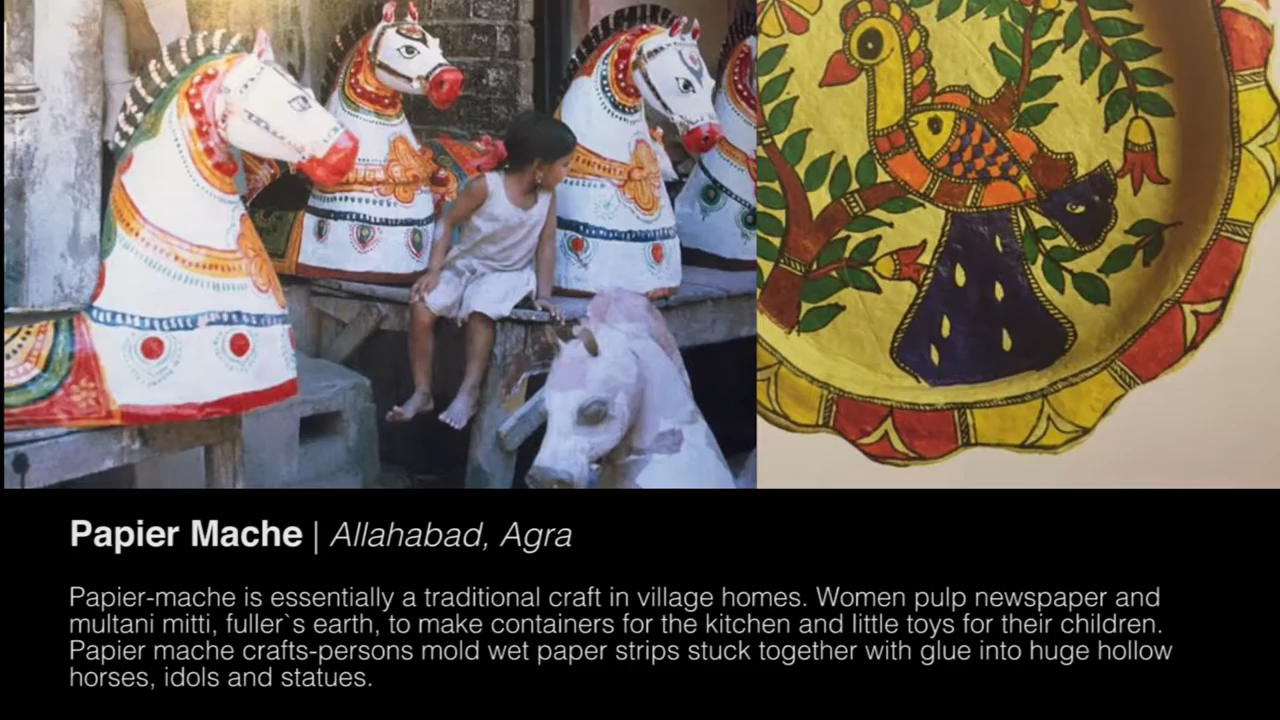 Papier Mache | Allahabad, Agra
Papier-mache is essentially a traditional craft in village homes. Women pulp newspaper and
multani mitti, fuller`s earth, to make containers for the kitchen and little toys for their children.
Papier mache crafts-persons mold wet paper strips stuck together with glue into huge hollow
horses, idols and statues.